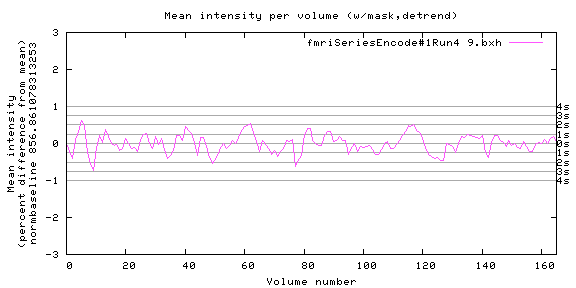 Mean intensity per volume (w/mask,detrend)
fmriSeriesEncode#1Run4 9.bxh
Mean intensity
(percent difference from mean)
normbaseline 856.861078313253
3
2
1
0
-1
-2
-3
4s
3s
2s
1s
0s
1s
2s
3s
4s
0 20 40 60 80 100 120 140 160
Volume number